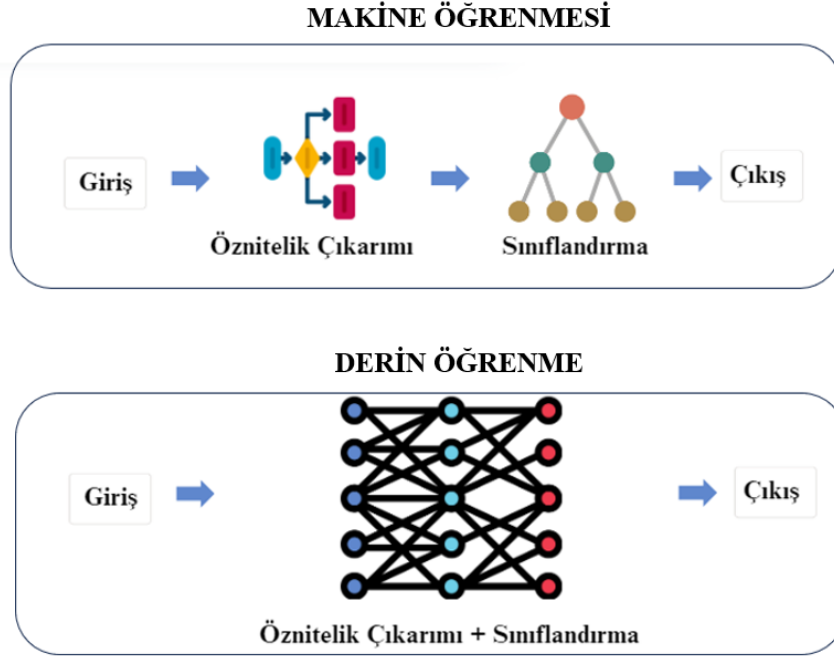 MAKİNE ÖĞRENMESİ
Giriş
Öznitelik Çıkarımı
Sınıflandırma
Çıkış
DERİN ÖĞRENME
Giriş
Öznitelik Çıkarımı + Sınıflandırma
Çıkış